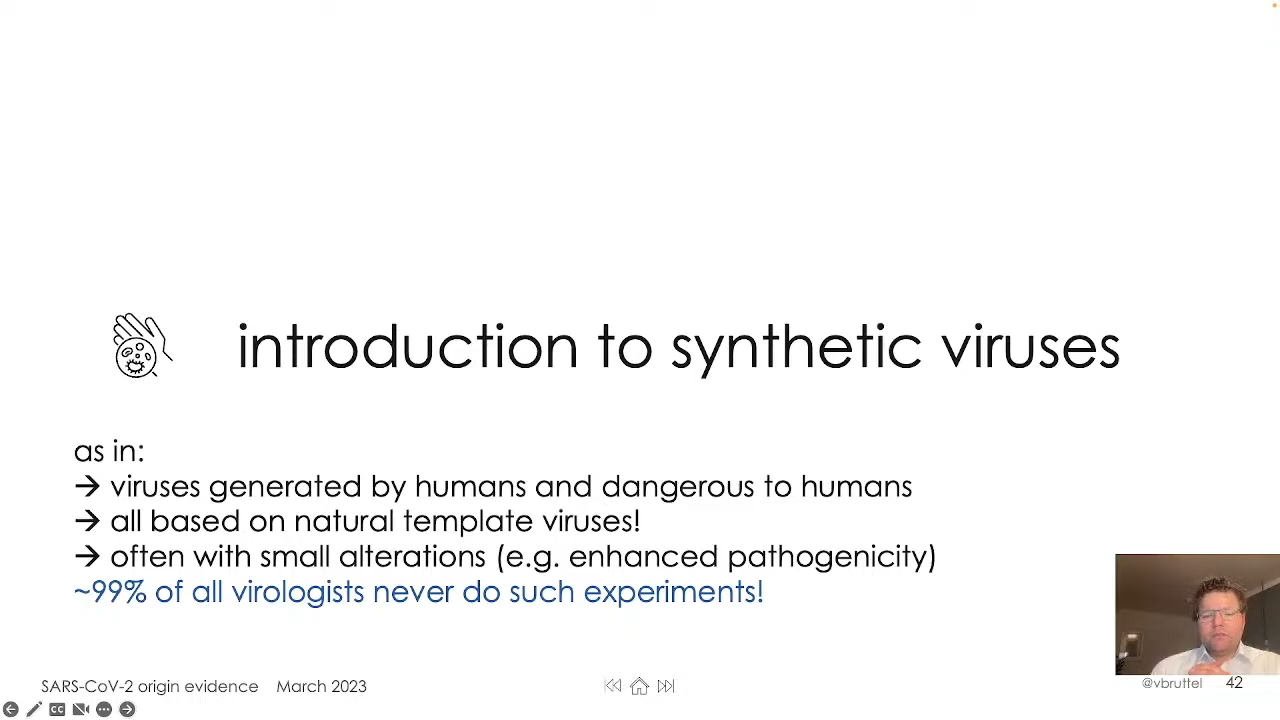 introduction to synthetic viruses
as in:
→ viruses generated by humans and dangerous to humans
→ all based on natural template viruses!
→ often with small alterations (e.g. enhanced pathogenicity)
~99% of all virologists never do such experiments!
SARS-CoV-2 origin evidence March 2023
@vbruttel 42
CC